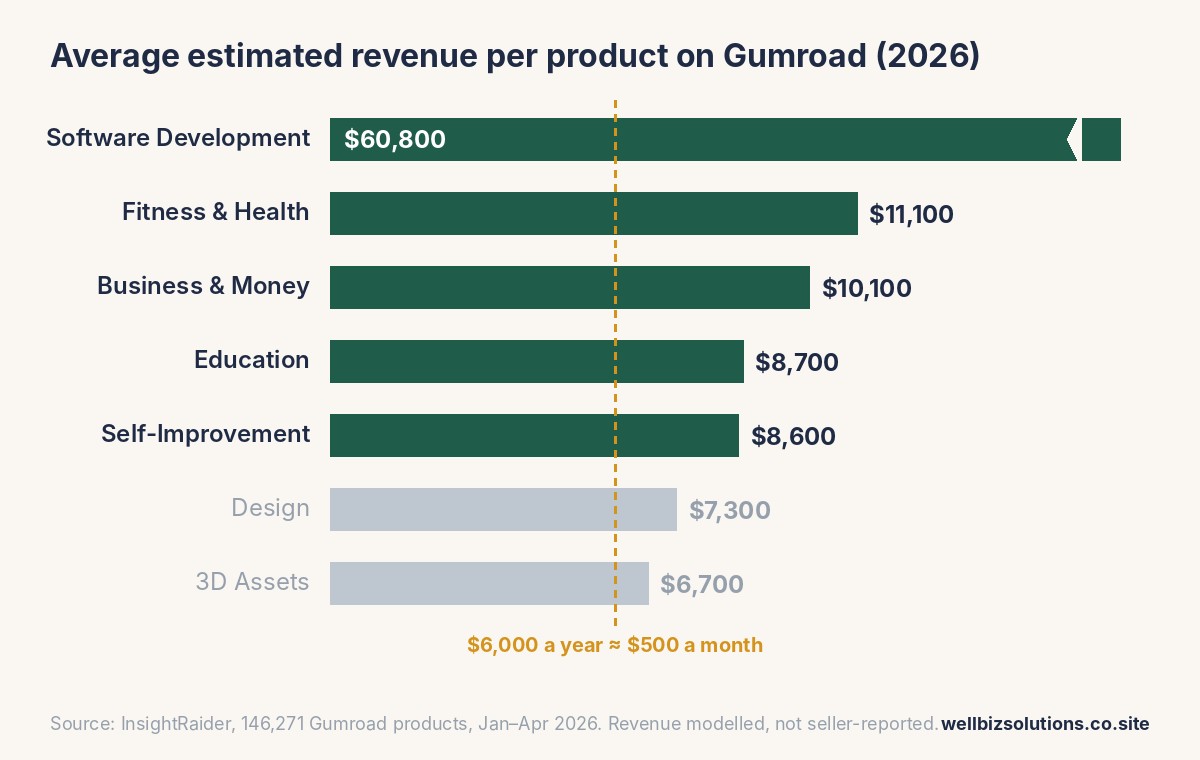 Average estimated revenue per product on Gumroad (2026)
Software Development $60,800
Fitness & Health $11,100
Business & Money $10,100
Education $8,700
Self-Improvement $8,600
Design $7,300
3D Assets $6,700
$6,000 a year ≈ $500 a month
Source: InsightRaider, 146,271 Gumroad products, Jan–Apr 2026. Revenue modelled, not seller-reported. wellbizsolutions.co.site